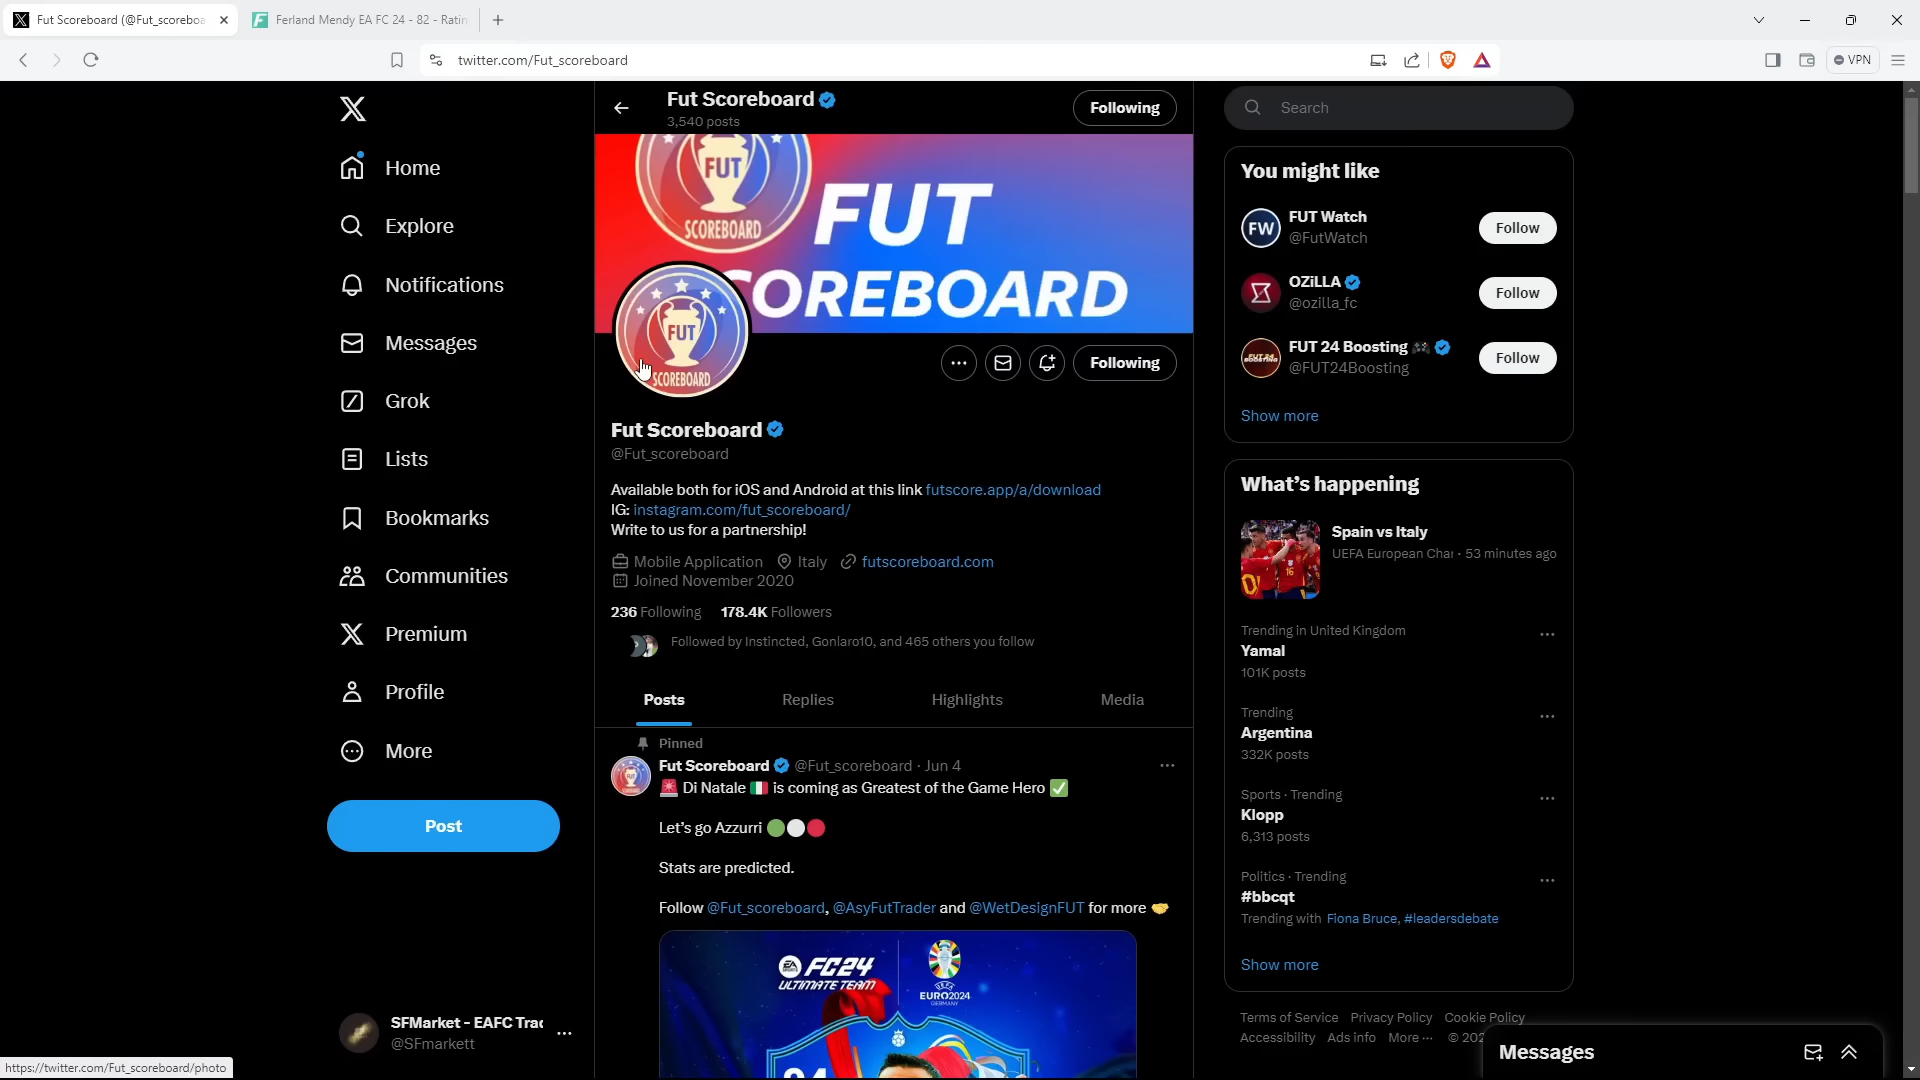 Fut Scoreboard (@Fut_scoreboa
Ferland Mendy EA FC 24 - 82 - Ratin
twitter.com/Fut_scoreboard
VPN
Home
Explore
Notifications
Messages
Grok
Lists
Bookmarks
Communities
Premium
Profile
More
Post
SFMarket - EAFC Trad
@SFmarkett
https://twitter.com/Fut_scoreboard/photo
Fut Scoreboard
3,540 posts
Following
FUT
SCOREBOARD
FUT
OREBOARD
FUT
SCOREBOARD
Following
Fut Scoreboard
@Fut_scoreboard
Available both for iOS and Android at this link futscore.app/a/download
IG: instagram.com/fut_scoreboard/
Write to us for a partnership!
Mobile Application Italy futscoreboard.com
Joined November 2020
236 Following 178.4K Followers
Followed by Instincted, Gonlaro10, and 465 others you follow
Posts Replies Highlights Media
Pinned
Fut Scoreboard @Fut_scoreboard · Jun 4
🚨 Di Natale 🇮🇹 is coming as Greatest of the Game Hero ✅
Let's go Azzurri 🟢⚪🔴
Stats are predicted.
Follow @Fut_scoreboard, @AsyFutTrader and @WetDesignFUT for more 🤝
EA SPORTS FC24
ULTIMATE TEAM
UEFA
EURO2024
GERMANY
94
Search
You might like
FW
FUT Watch
@FutWatch
Follow
OZiLLA
@ozilla_fc
Follow
FUT 24 Boosting 🎮
@FUT24Boosting
Follow
Show more
What's happening
Spain vs Italy
UEFA European Char · 53 minutes ago
Trending in United Kingdom
Yamal
101K posts
Trending
Argentina
332K posts
Sports · Trending
Klopp
6,313 posts
Politics · Trending
#bbcqt
Trending with Fiona Bruce, #leadersdebate
Show more
Terms of Service Privacy Policy Cookie Policy
Accessibility Ads info More ··· © 202
Messages